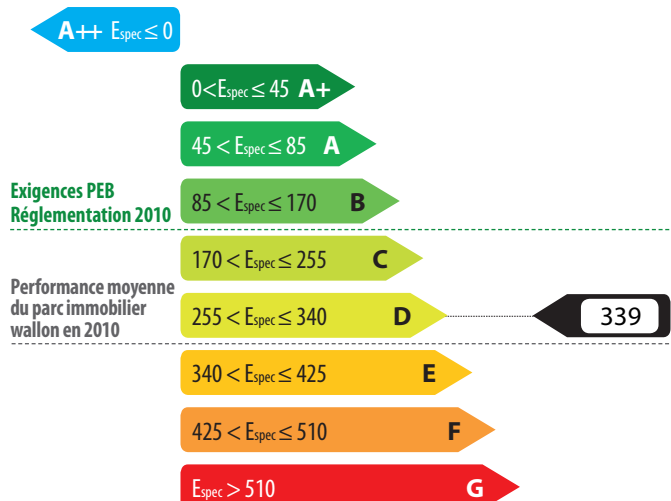 A++ Espec ≤ 0
0<Espec ≤ 45 A+
45 < Espec ≤ 85 A
Exigences PEB
Réglementation 2010
85 < Espec ≤ 170 B
170 < Espec ≤ 255 C
Performance moyenne
du parc immobilier
wallon en 2010
255 < Espec ≤ 340 D
339
340 < Espec ≤ 425 E
425 < Espec ≤ 510 F
Espec > 510 G